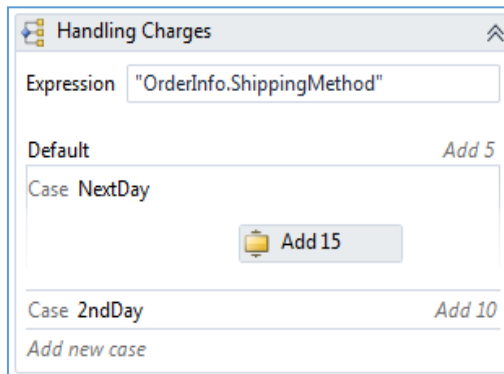 Handling Charges
Expression "OrderInfo.ShippingMethod"
Default Add 5
Case NextDay
Add 15
Case 2ndDay Add 10
Add new case